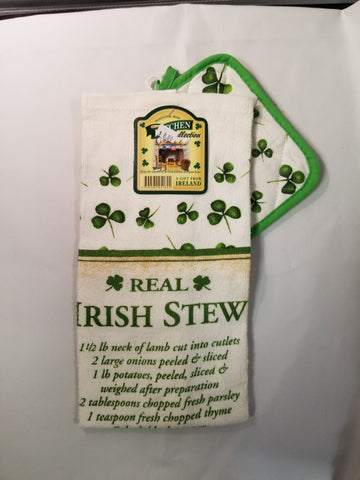 KITCHEN
A GIFT FROM
IRELAND
REAL
IRISH STEW
1 1/2 lb neck of lamb cut into cutlets
2 large onions peeled & sliced
1 lb potatoes, peeled, sliced &
weighed after preparation
2 tablespoons chopped fresh parsley
1 teaspoon fresh chopped thyme